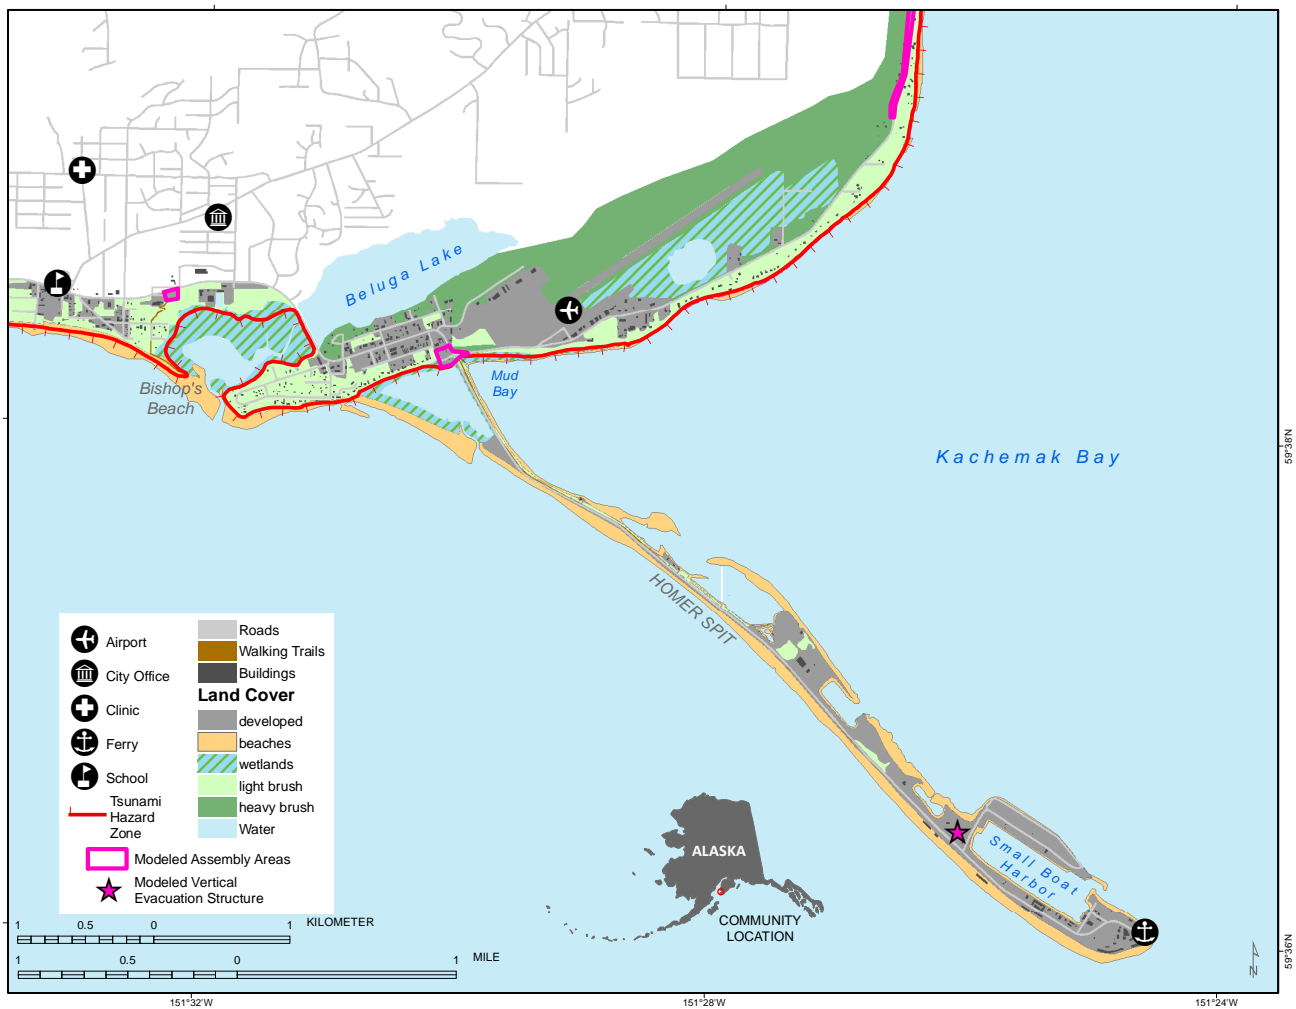 Beluga Lake
Bishop's
Beach
Mud
Bay
Kachemak Bay
59°38'N
HOMER SPIT
Airport
City Office
Clinic
Ferry
School
Tsunami
Hazard
Zone
Roads
Walking Trails
Buildings
Land Cover
developed
beaches
wetlands
light brush
heavy brush
Water
Modeled Assembly Areas
Modeled Vertical
Evacuation Structure
ALASKA
COMMUNITY
LOCATION
Small Boat
Harbor
1 0.5 0 1 KILOMETER
1 0.5 0 1 MILE
N
59°36'N
151°32'W 151°28'W 151°24'W